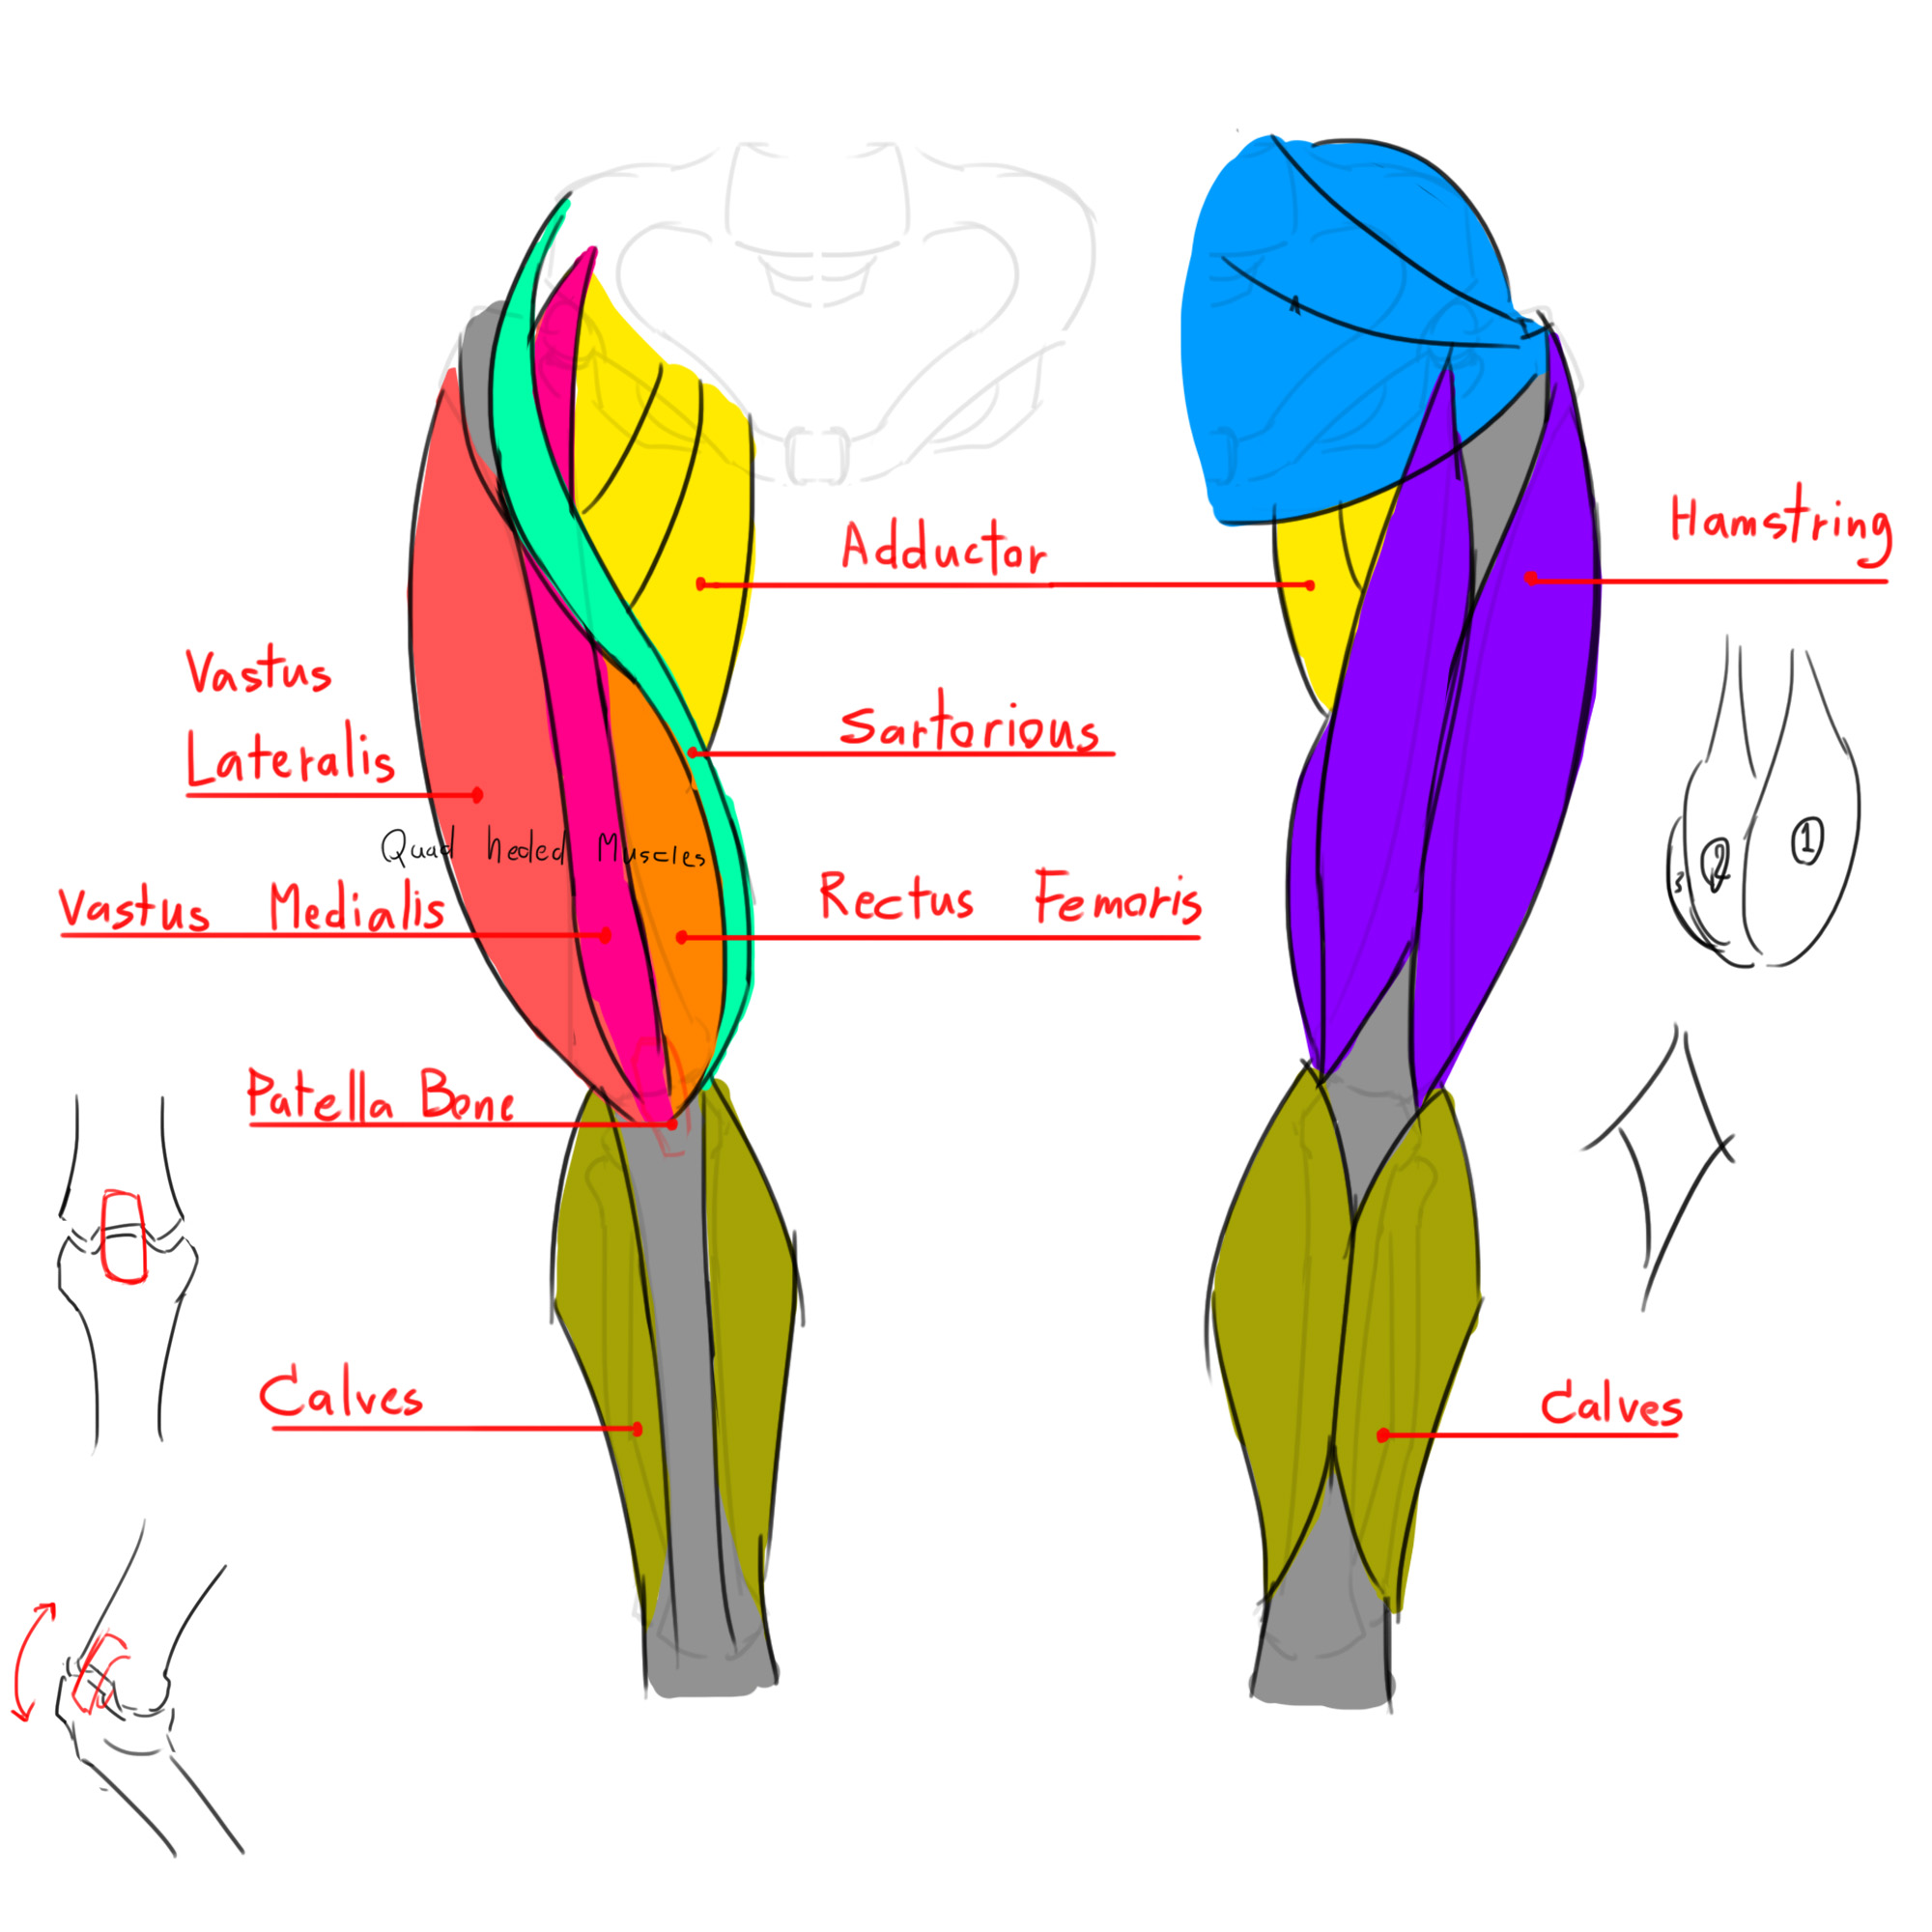 Adductor
Hamstring
Vastus
Lateralis
Sartorious
Quad heded Muscles
Vastus Medialis
Rectus Femoris
1
2
3
Patella Bone
Calves
Calves